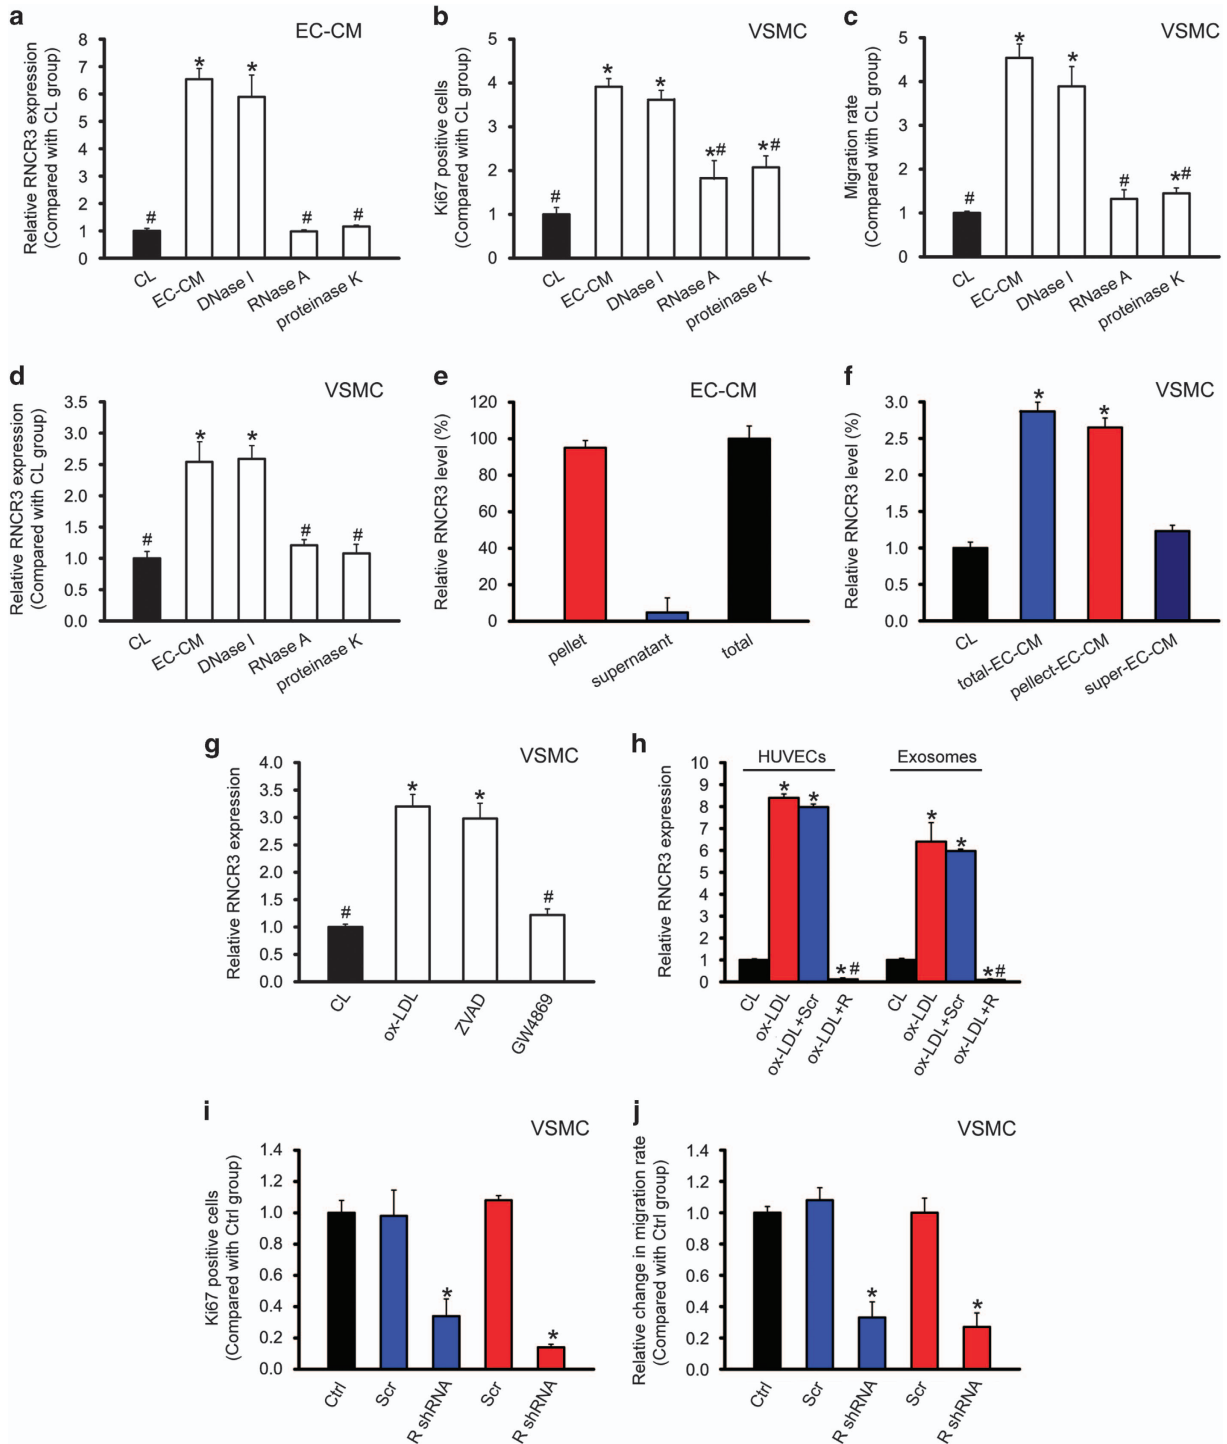 a
EC-CM
Relative RNCR3 expression
(Compared with CL group)
8
7
6
5
4
3
2
1
0
#
*
*
#
#
CL
EC-CM
DNase I
RNase A
proteinase K
b
VSMC
Ki67 positive cells
(Compared with CL group)
5
4
3
2
1
0
#
*
*
*#
*#
CL
EC-CM
DNase I
RNase A
proteinase K
c
VSMC
Migration rate
(Compared with CL group)
5
4
3
2
1
0
#
*
*
#
*#
CL
EC-CM
DNase I
RNase A
proteinase K
d
VSMC
Relative RNCR3 expression
(Compared with CL group)
3.5
3.0
2.5
2.0
1.5
1.0
0.5
0.0
#
*
*
#
#
CL
EC-CM
DNase I
RNase A
proteinase K
e
EC-CM
Relative RNCR3 level (%)
120
100
80
60
40
20
0
pellet
supernatant
total
f
VSMC
Relative RNCR3 level (%)
3.0
2.5
2.0
1.5
1.0
0.5
0.0
*
*
CL
total-EC-CM
pellect-EC-CM
super-EC-CM
g
VSMC
Relative RNCR3 expression
4.0
3.5
3.0
2.5
2.0
1.5
1.0
0.5
0.0
#
*
*
#
CL
ox-LDL
ZVAD
GW4869
h
HUVECs
Exosomes
Relative RNCR3 expression
10
9
8
7
6
5
4
3
2
1
0
*
*
*#
*
*
*#
CL
ox-LDL
ox-LDL+Scr
ox-LDL+R
CL
ox-LDL
ox-LDL+Scr
ox-LDL+R
i
VSMC
Ki67 positive cells
(Compared with Ctrl group)
1.4
1.2
1.0
0.8
0.6
0.4
0.2
0.0
*
*
Ctrl
Scr
R shRNA
Scr
R shRNA
j
VSMC
Relative change in migration rate
(Compared with Ctrl group)
1.4
1.2
1.0
0.8
0.6
0.4
0.2
0.0
*
*
Ctrl
Scr
R shRNA
Scr
R shRNA